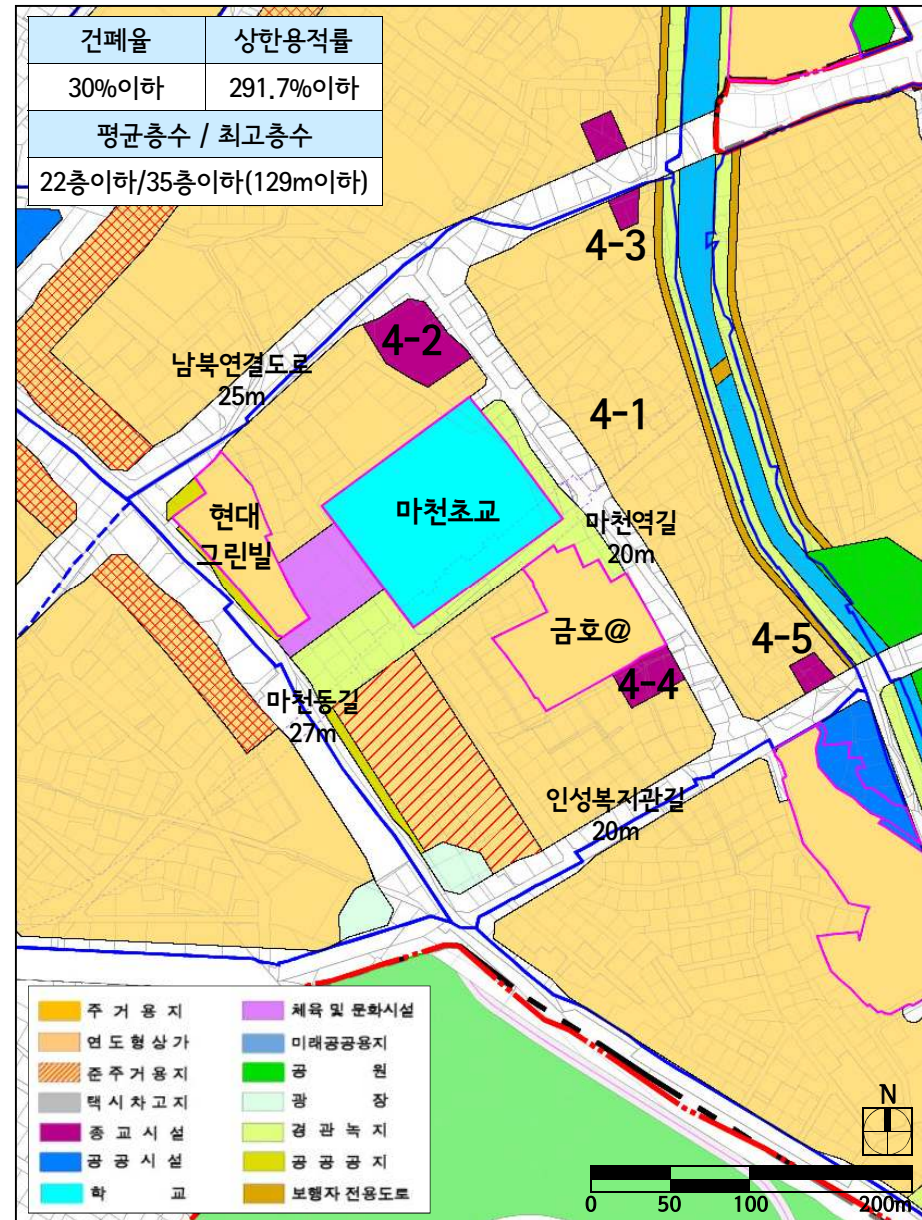 건폐율 상한용적률
30%이하 291.7%이하
평균층수 / 최고층수
22층이하/35층이하(129m이하)
4-3
4-2
남북연결도로
25m
4-1
현대
그린빌
마천초교
마천역길
20m
금호@
4-5
4-4
마천동길
27m
인성복지관길
20m
주거용지
연도형상가
준주거용지
택시차고지
종교시설
공공시설
학교
체육 및 문화시설
미래공공용지
공원
광장
경관녹지
공공공지
보행자 전용도로
N
0 50 100 200m